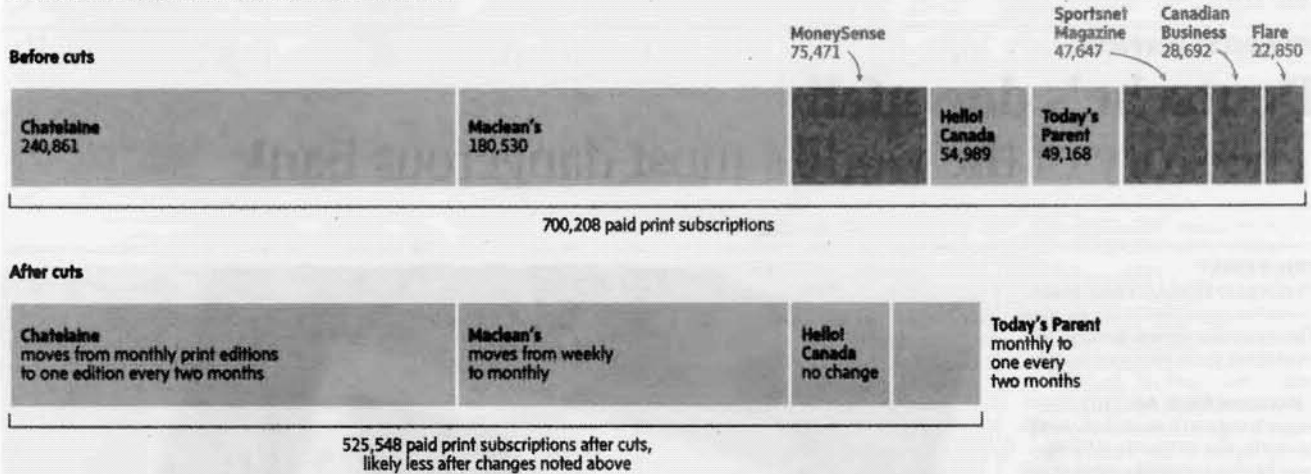 Before cuts
MoneySense
75,471
Sportsnet
Magazine
47,647
Canadian
Business
28,692
Flare
22,850
Chatelaine
240,861
Maclean's
180,530
Hello!
Canada
54,989
Today's
Parent
49,168
700,208 paid print subscriptions
After cuts
Chatelaine
moves from monthly print editions
to one edition every two months
Maclean's
moves from weekly
to monthly
Hello!
Canada
no change
Today's Parent
monthly to
one every
two months
525,548 paid print subscriptions after cuts,
likely less after changes noted above